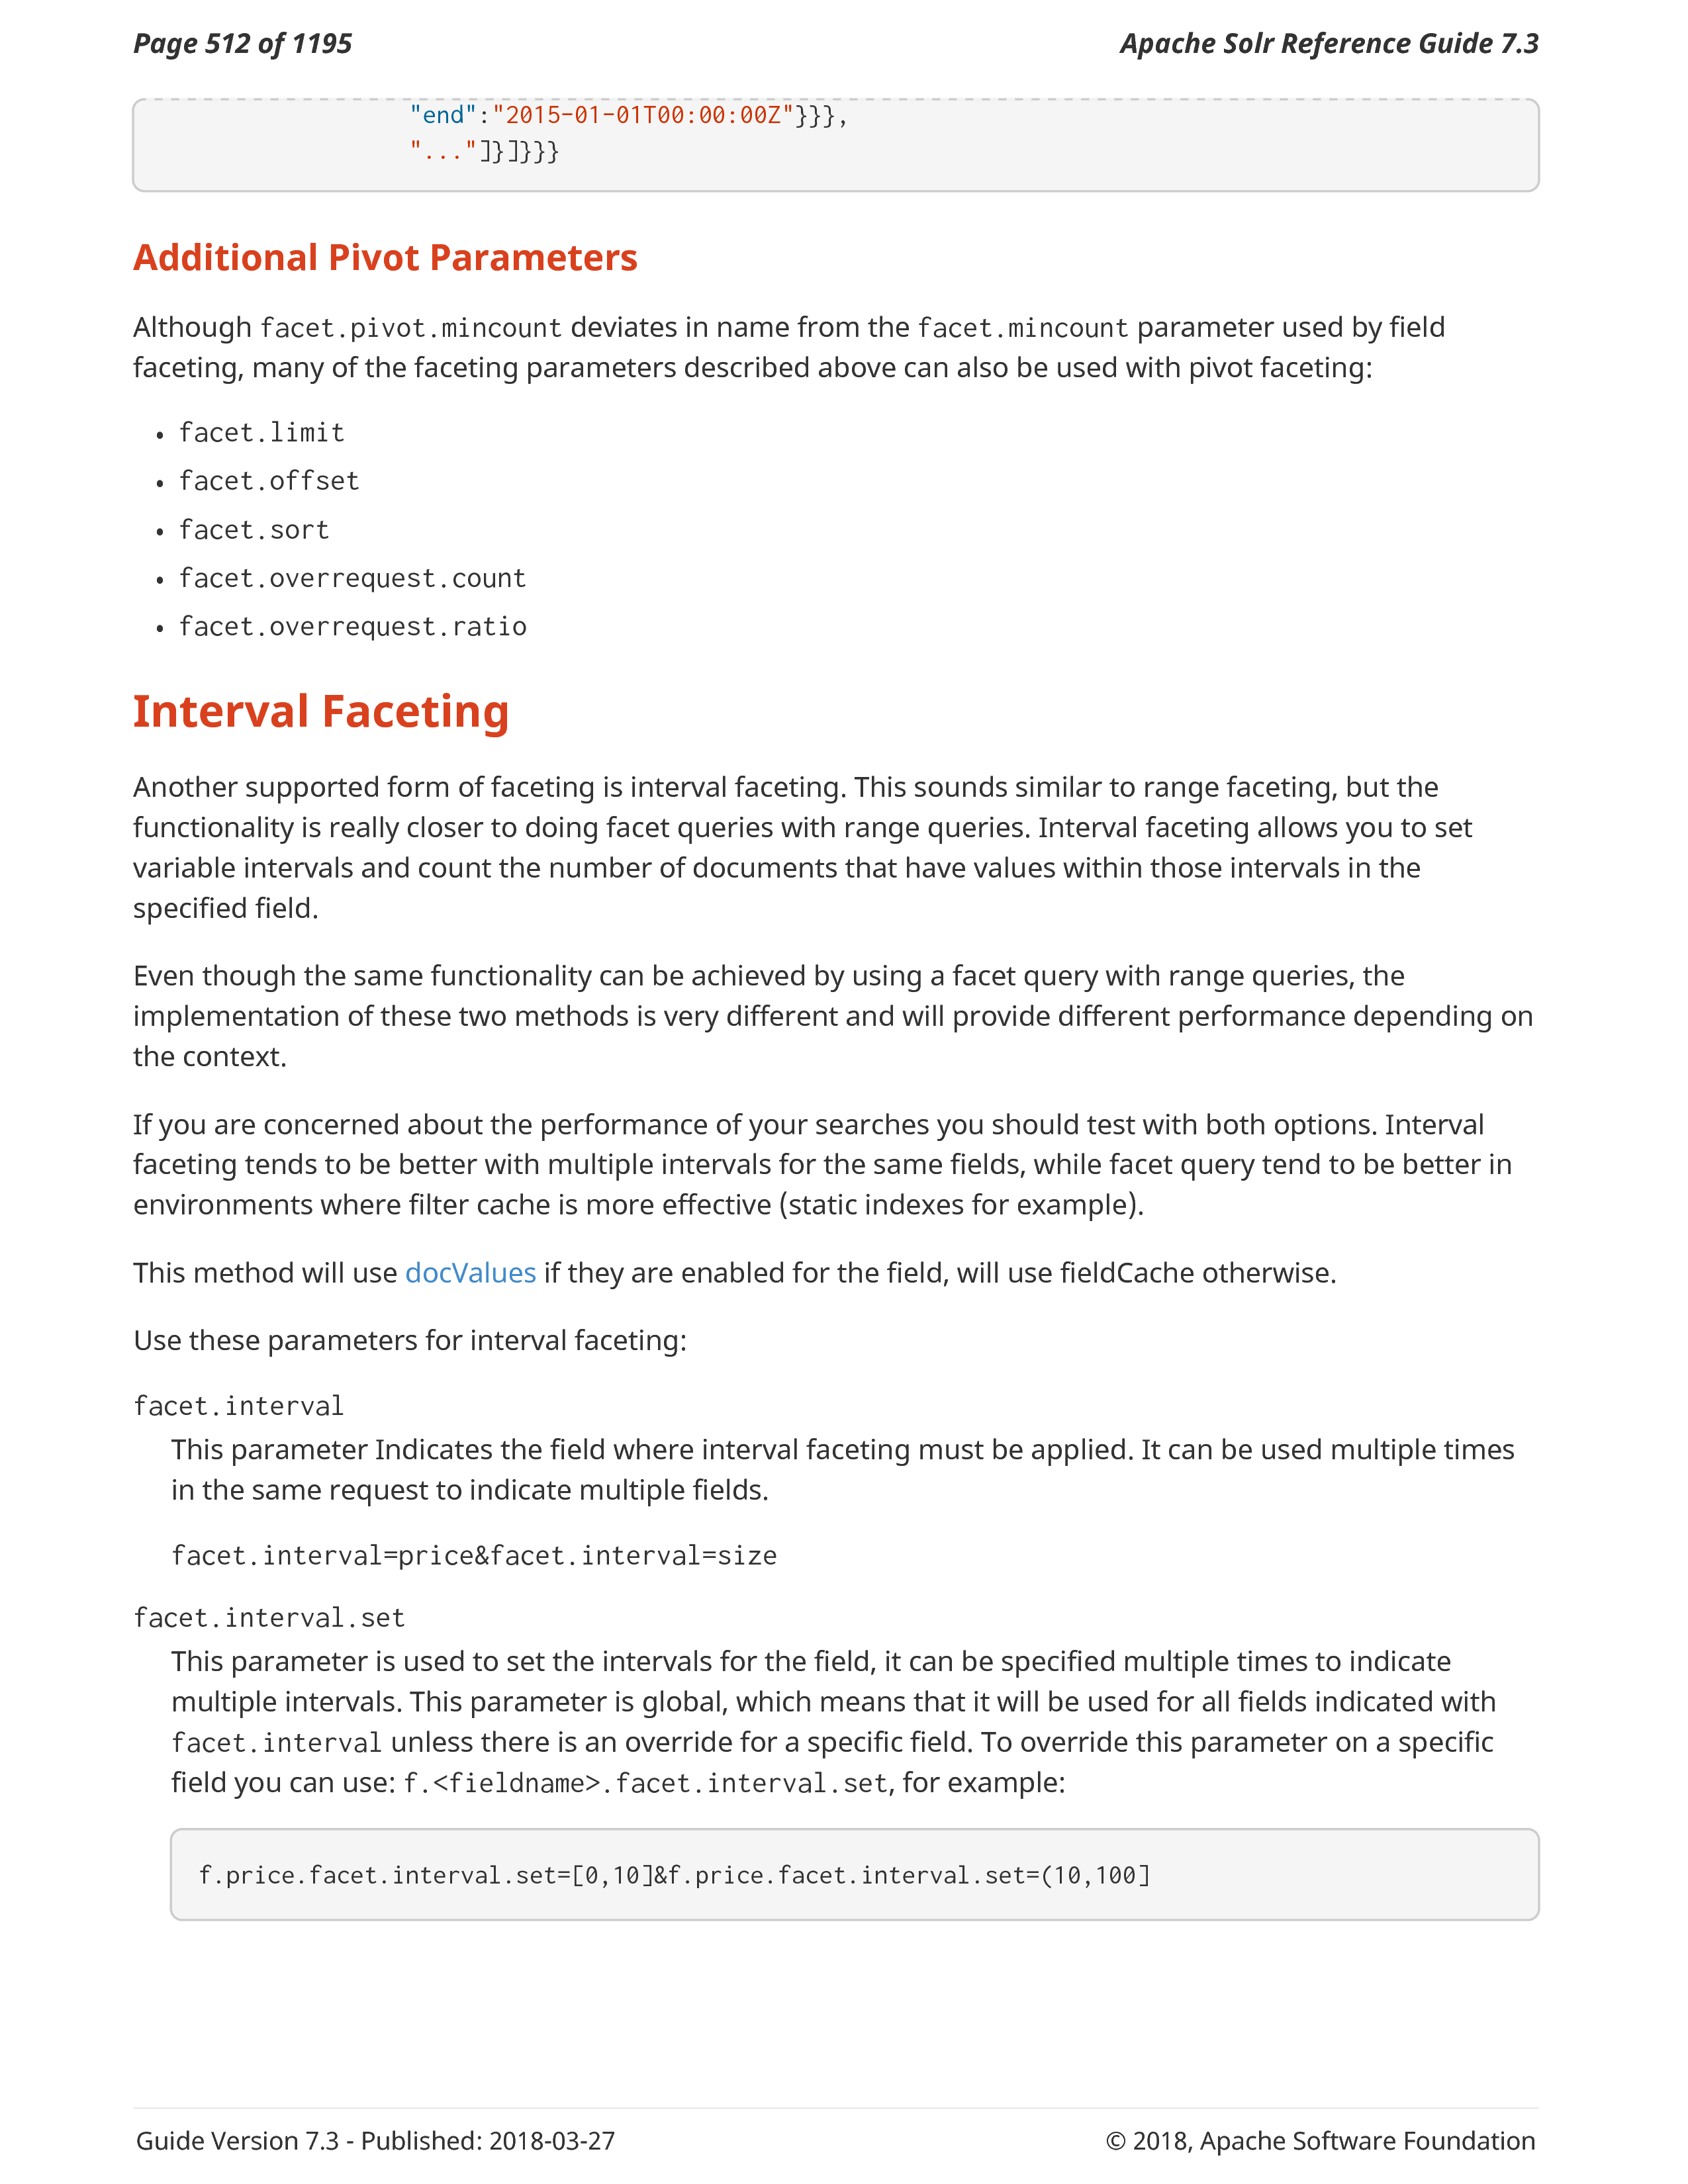 Page 512 of 1195
Apache Solr Reference Guide 7.3
"end":"2015-01-01T00:00:00Z"}}},
"..."]}]}}}
Additional Pivot Parameters
Although facet.pivot.mincount deviates in name from the facet.mincount parameter used by field
faceting, many of the faceting parameters described above can also be used with pivot faceting:
• facet.limit
• facet.offset
• facet.sort
• facet.overrequest.count
• facet.overrequest.ratio
Interval Faceting
Another supported form of faceting is interval faceting. This sounds similar to range faceting, but the
functionality is really closer to doing facet queries with range queries. Interval faceting allows you to set
variable intervals and count the number of documents that have values within those intervals in the
specified field.
Even though the same functionality can be achieved by using a facet query with range queries, the
implementation of these two methods is very different and will provide different performance depending on
the context.
If you are concerned about the performance of your searches you should test with both options. Interval
faceting tends to be better with multiple intervals for the same fields, while facet query tend to be better in
environments where filter cache is more effective (static indexes for example).
This method will use docValues if they are enabled for the field, will use fieldCache otherwise.
Use these parameters for interval faceting:
facet.interval
This parameter Indicates the field where interval faceting must be applied. It can be used multiple times
in the same request to indicate multiple fields.
facet.interval=price&facet.interval=size
facet.interval.set
This parameter is used to set the intervals for the field, it can be specified multiple times to indicate
multiple intervals. This parameter is global, which means that it will be used for all fields indicated with
facet.interval unless there is an override for a specific field. To override this parameter on a specific
field you can use: f.<fieldname>.facet.interval.set, for example:
f.price.facet.interval.set=[0,10]&f.price.facet.interval.set=(10,100]
Guide Version 7.3 - Published: 2018-03-27
© 2018, Apache Software Foundation